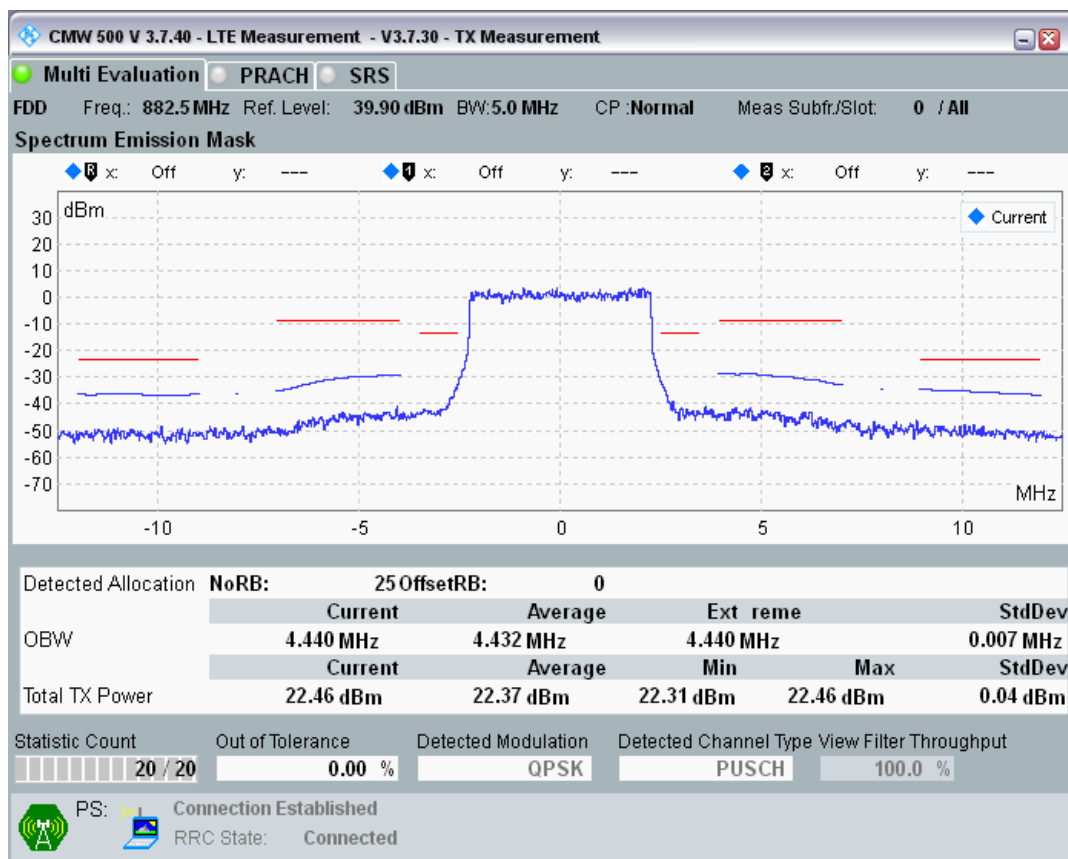 CMW 500 V 3.7.40 - LTE Measurement - V3.7.30 - TX Measurement
Multi Evaluation PRACH SRS
FDD Freq.: 882.5 MHz Ref. Level: 39.90 dBm BW:5.0 MHz CP :Normal Meas Subfr./Slot: 0 / All
Spectrum Emission Mask
R x: Off y: --- 1 x: Off y: --- 2 x: Off y: ---
dBm
Current
30
20
10
0
-10
-20
-30
-40
-50
-60
-70
MHz
-10 -5 0 5 10
Detected Allocation NoRB: 25 OffsetRB: 0
Current Average Ext reme StdDev
OBW 4.440 MHz 4.432 MHz 4.440 MHz 0.007 MHz
Current Average Min Max StdDev
Total TX Power 22.46 dBm 22.37 dBm 22.31 dBm 22.46 dBm 0.04 dBm
Statistic Count Out of Tolerance Detected Modulation Detected Channel Type View Filter Throughput
20 / 20 0.00 % QPSK PUSCH 100.0 %
PS: Connection Established
RRC State: Connected